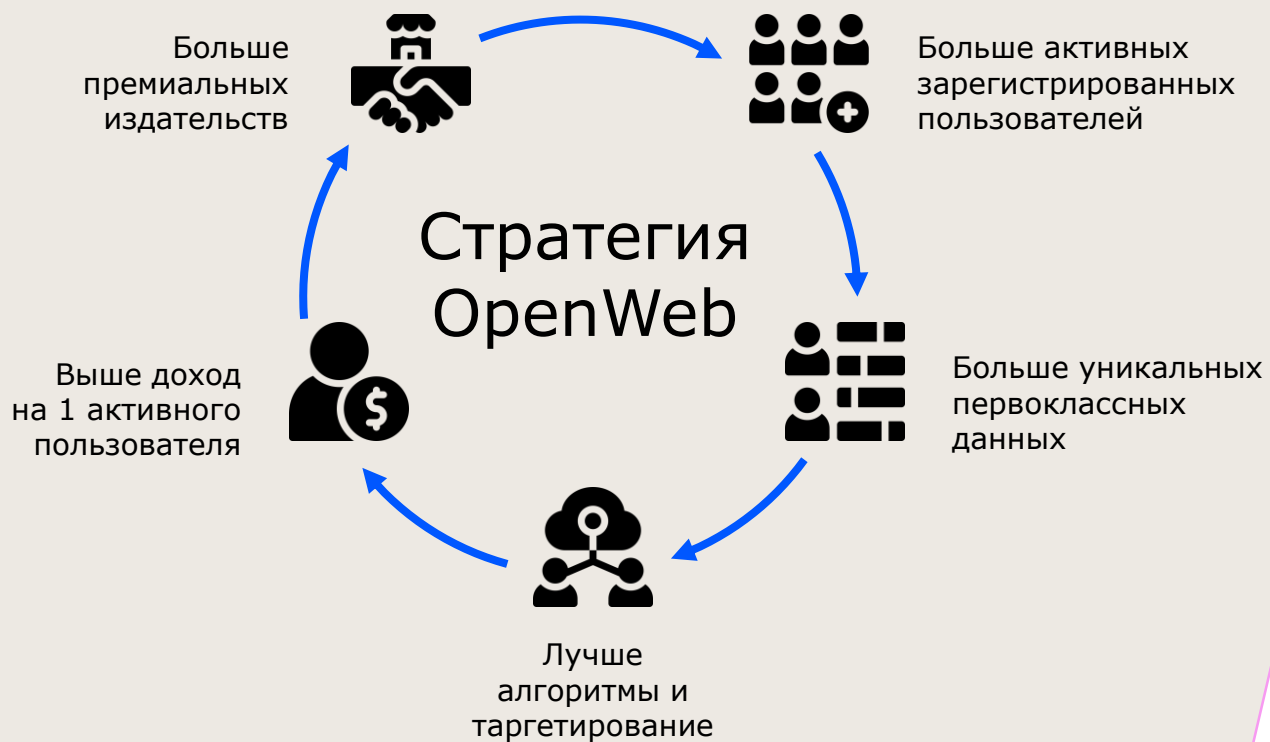 Больше
премиальных
издательств
Больше активных
зарегистрированных
пользователей
Стратегия
OpenWeb
Выше доход
на 1 активного
пользователя
Больше уникальных
первоклассных
данных
Лучше
алгоритмы и
таргетирование